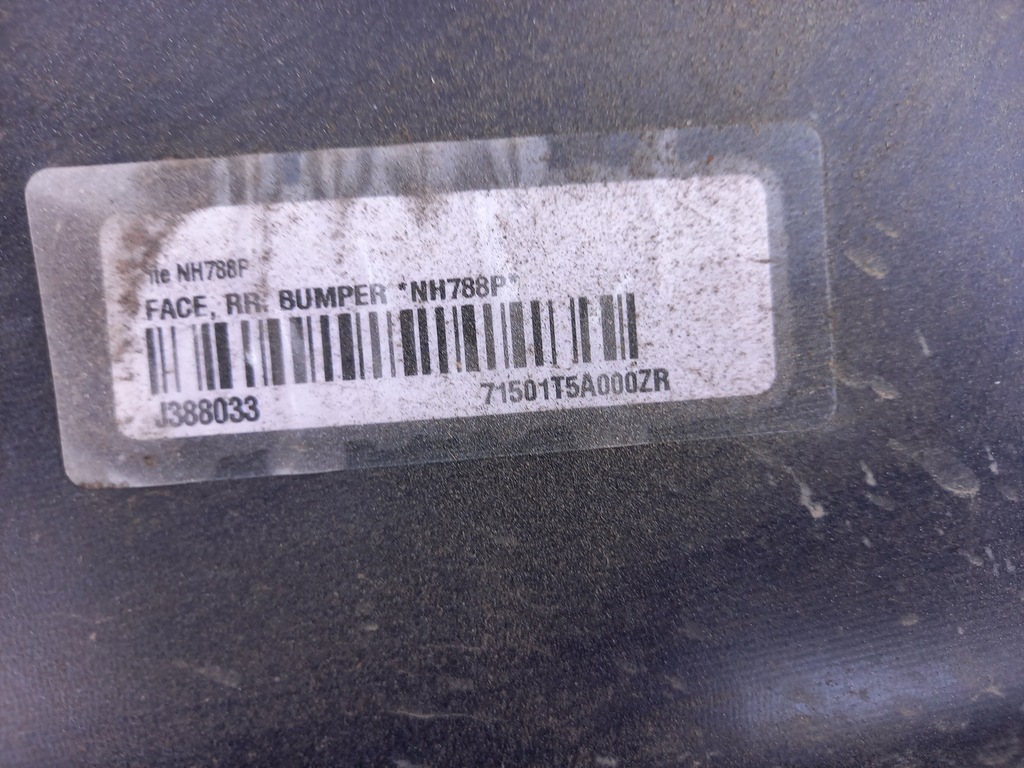 NH788P
FACE, RR. BUMPER *NH788P*
J388033
71501T5A000ZR